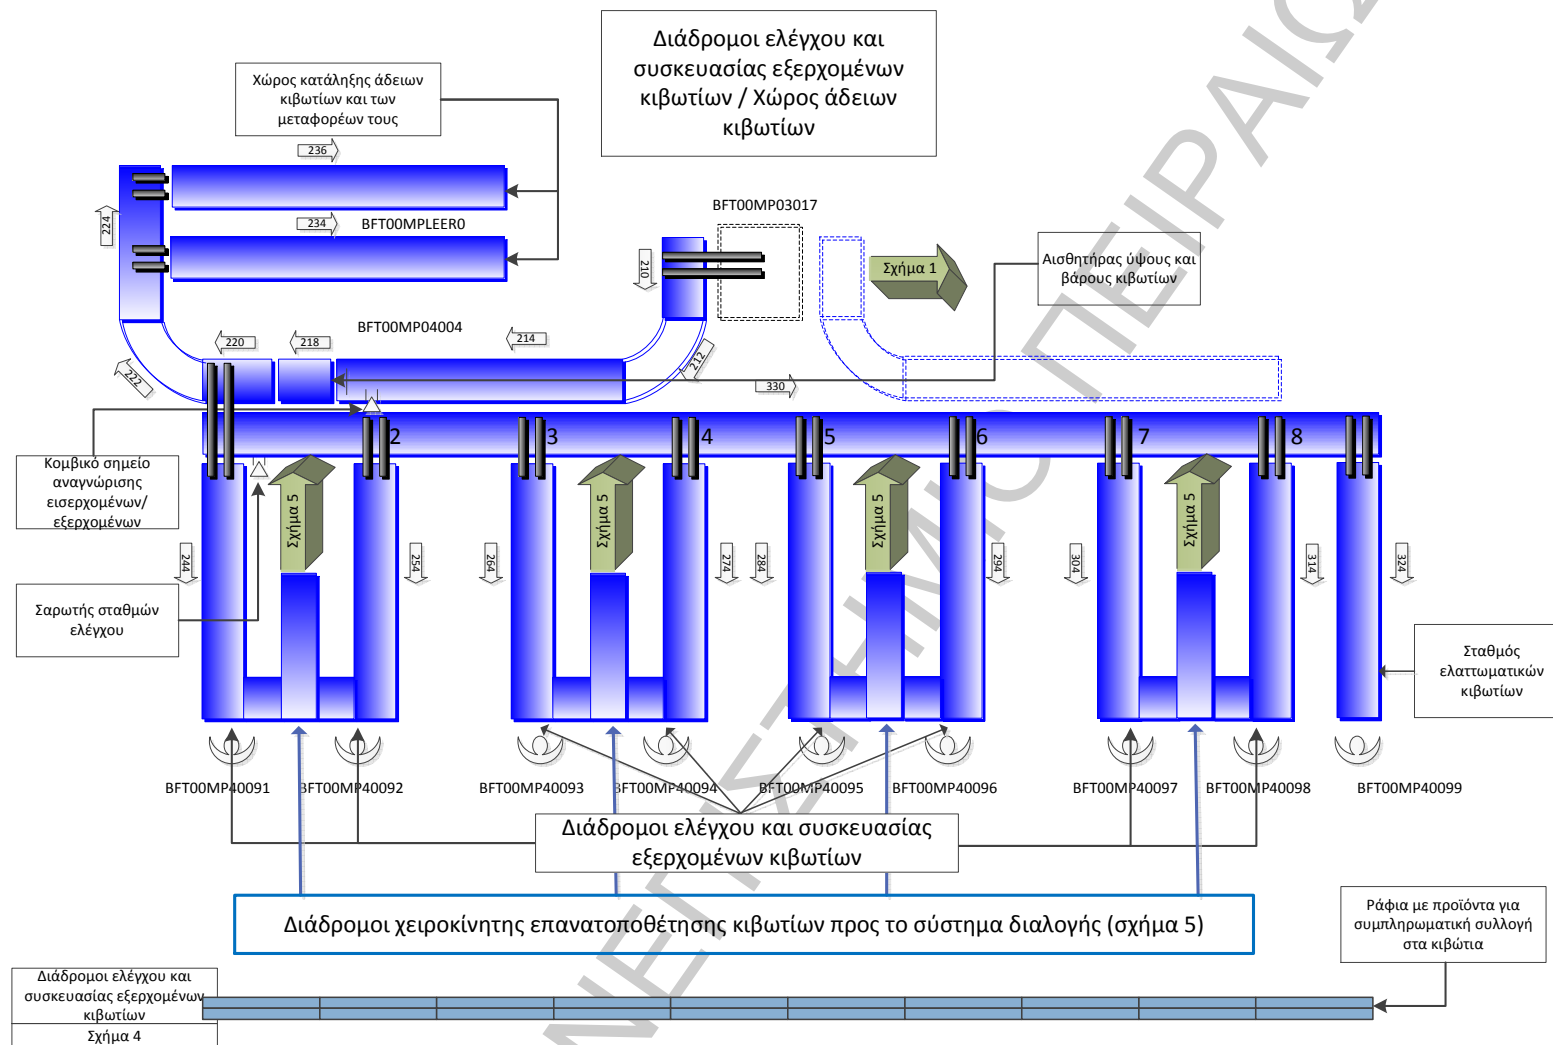 Διάδρομοι ελέγχου και
συσκευασίας εξερχομένων
κιβωτίων / Χώρος άδειων
κιβωτίων
Χώρος κατάληξης άδειων
κιβωτίων και των
μεταφορέων τους
236
224
234
BFT00MPLEER0
BFT00MP03017
210
Σχήμα 1
Αισθητήρας ύψους και
βάρους κιβωτίων
BFT00MP04004
220
218
214
212
222
330
2
3
4
5
6
7
8
Κομβικό σημείο
αναγνώρισης
εισερχομένων/
εξερχομένων
Σχήμα 5
Σχήμα 5
Σχήμα 5
Σχήμα 5
244
254
264
274
284
294
304
314
324
Σαρωτής σταθμών
ελέγχου
Σταθμός
ελαττωματικών
κιβωτίων
BFT00MP40091
BFT00MP40092
BFT00MP40093
BFT00MP40094
BFT00MP40095
BFT00MP40096
BFT00MP40097
BFT00MP40098
BFT00MP40099
Διάδρομοι ελέγχου και συσκευασίας
εξερχομένων κιβωτίων
Διάδρομοι χειροκίνητης επανατοποθέτησης κιβωτίων προς το σύστημα διαλογής (σχήμα 5)
Ράφια με προϊόντα για
συμπληρωματική συλλογή
στα κιβώτια
Διάδρομοι ελέγχου και
συσκευασίας εξερχομένων
κιβωτίων
Σχήμα 4